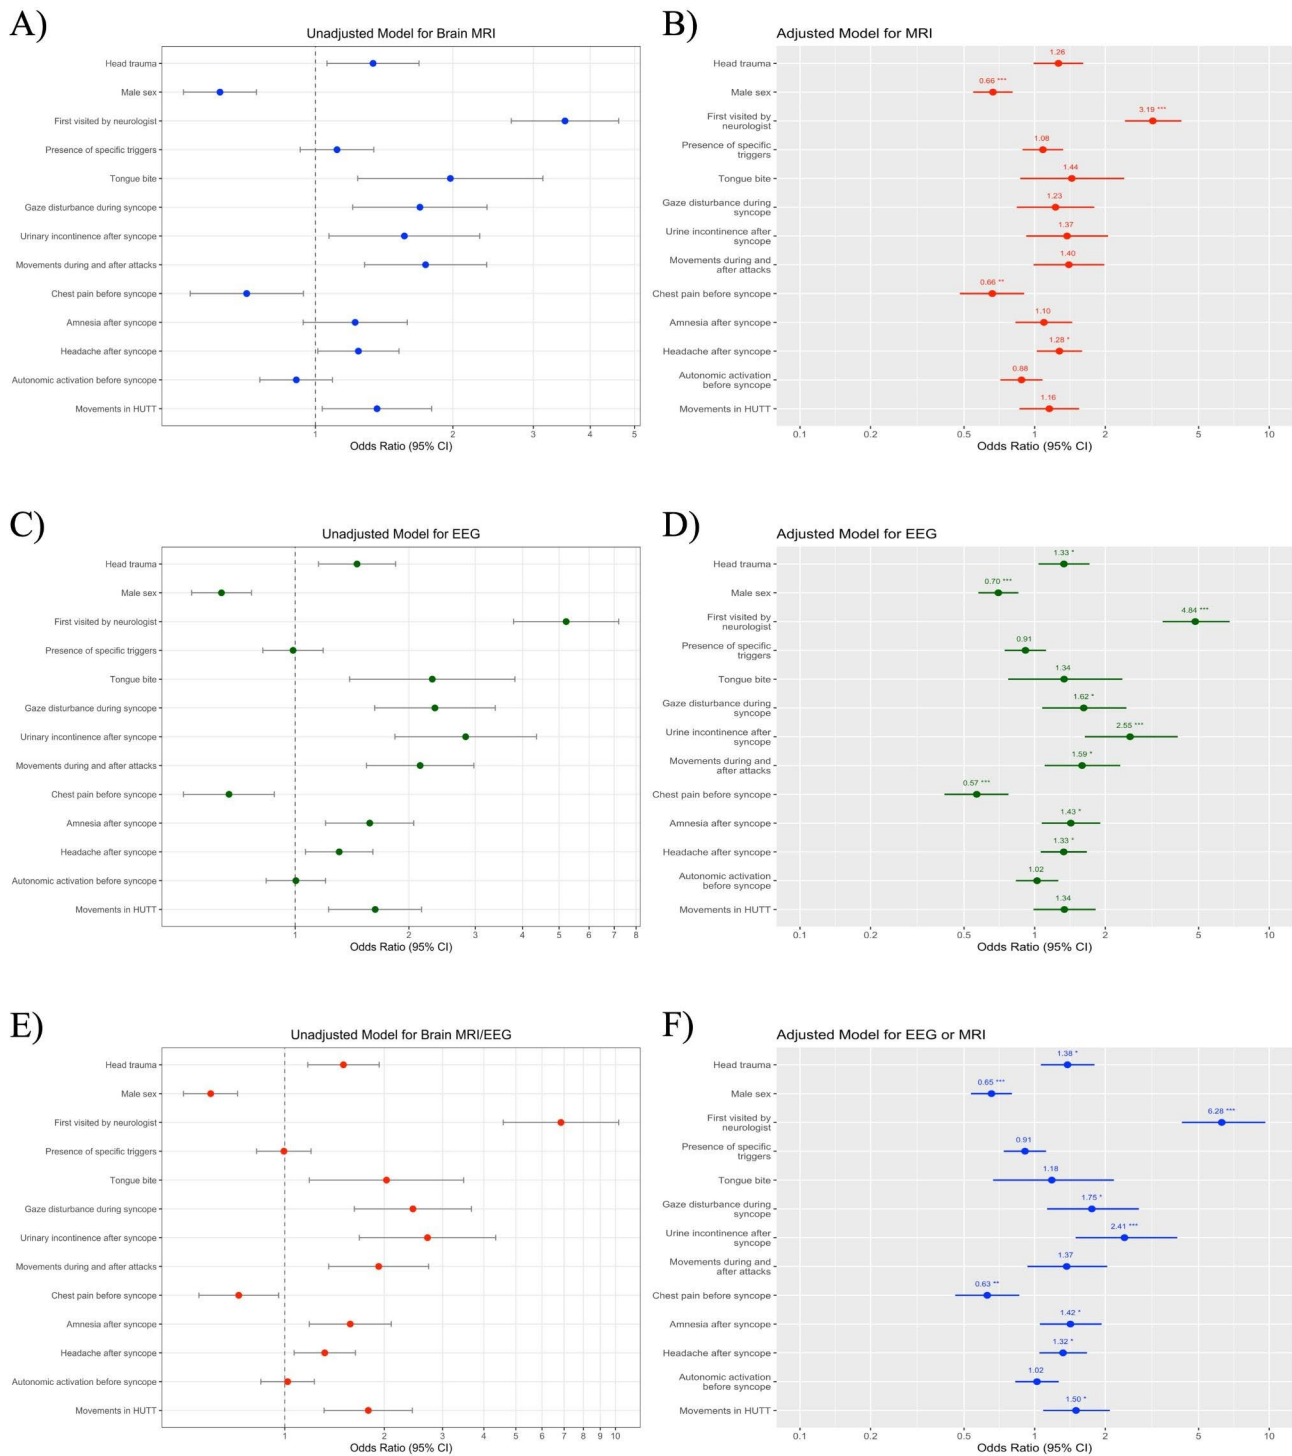 A)
Unadjusted Model for Brain MRI
Head trauma
Male sex
First visited by neurologist
Presence of specific triggers
Tongue bite
Gaze disturbance during syncope
Urinary incontinence after syncope
Movements during and after attacks
Chest pain before syncope
Amnesia after syncope
Headache after syncope
Autonomic activation before syncope
Movements in HUTT
1 2 3 4 5
Odds Ratio (95% CI)
B)
Adjusted Model for MRI
Head trauma
1.26
Male sex
0.66 ***
First visited by
neurologist
3.19 ***
Presence of specific
triggers
1.08
Tongue bite
1.44
Gaze disturbance during
syncope
1.23
Urine incontinence after
syncope
1.37
Movements during and
after attacks
1.40
Chest pain before syncope
0.66 **
Amnesia after syncope
1.10
Headache after syncope
1.28 *
Autonomic activation
before syncope
0.88
Movements in HUTT
1.16
0.1 0.2 0.5 1 2 5 10
Odds Ratio (95% CI)
C)
Unadjusted Model for EEG
Head trauma
Male sex
First visited by neurologist
Presence of specific triggers
Tongue bite
Gaze disturbance during syncope
Urinary incontinence after syncope
Movements during and after attacks
Chest pain before syncope
Amnesia after syncope
Headache after syncope
Autonomic activation before syncope
Movements in HUTT
1 2 3 4 5 6 7 8
Odds Ratio (95% CI)
D)
Adjusted Model for EEG
Head trauma
1.33 *
Male sex
0.70 ***
First visited by
neurologist
4.84 ***
Presence of specific
triggers
0.91
Tongue bite
1.34
Gaze disturbance during
syncope
1.62 *
Urine incontinence after
syncope
2.55 ***
Movements during and
after attacks
1.59 *
Chest pain before syncope
0.57 ***
Amnesia after syncope
1.43 *
Headache after syncope
1.33 *
Autonomic activation
before syncope
1.02
Movements in HUTT
1.34
0.1 0.2 0.5 1 2 5 10
Odds Ratio (95% CI)
E)
Unadjusted Model for Brain MRI/EEG
Head trauma
Male sex
First visited by neurologist
Presence of specific triggers
Tongue bite
Gaze disturbance during syncope
Urinary incontinence after syncope
Movements during and after attacks
Chest pain before syncope
Amnesia after syncope
Headache after syncope
Autonomic activation before syncope
Movements in HUTT
1 2 3 4 5 6 7 8 9 10
Odds Ratio (95% CI)
F)
Adjusted Model for EEG or MRI
Head trauma
1.38 *
Male sex
0.65 ***
First visited by
neurologist
6.28 ***
Presence of specific
triggers
0.91
Tongue bite
1.18
Gaze disturbance during
syncope
1.75 *
Urine incontinence after
syncope
2.41 ***
Movements during and
after attacks
1.37
Chest pain before syncope
0.63 **
Amnesia after syncope
1.42 *
Headache after syncope
1.32 *
Autonomic activation
before syncope
1.02
Movements in HUTT
1.50 *
0.1 0.2 0.5 1 2 5 10
Odds Ratio (95% CI)